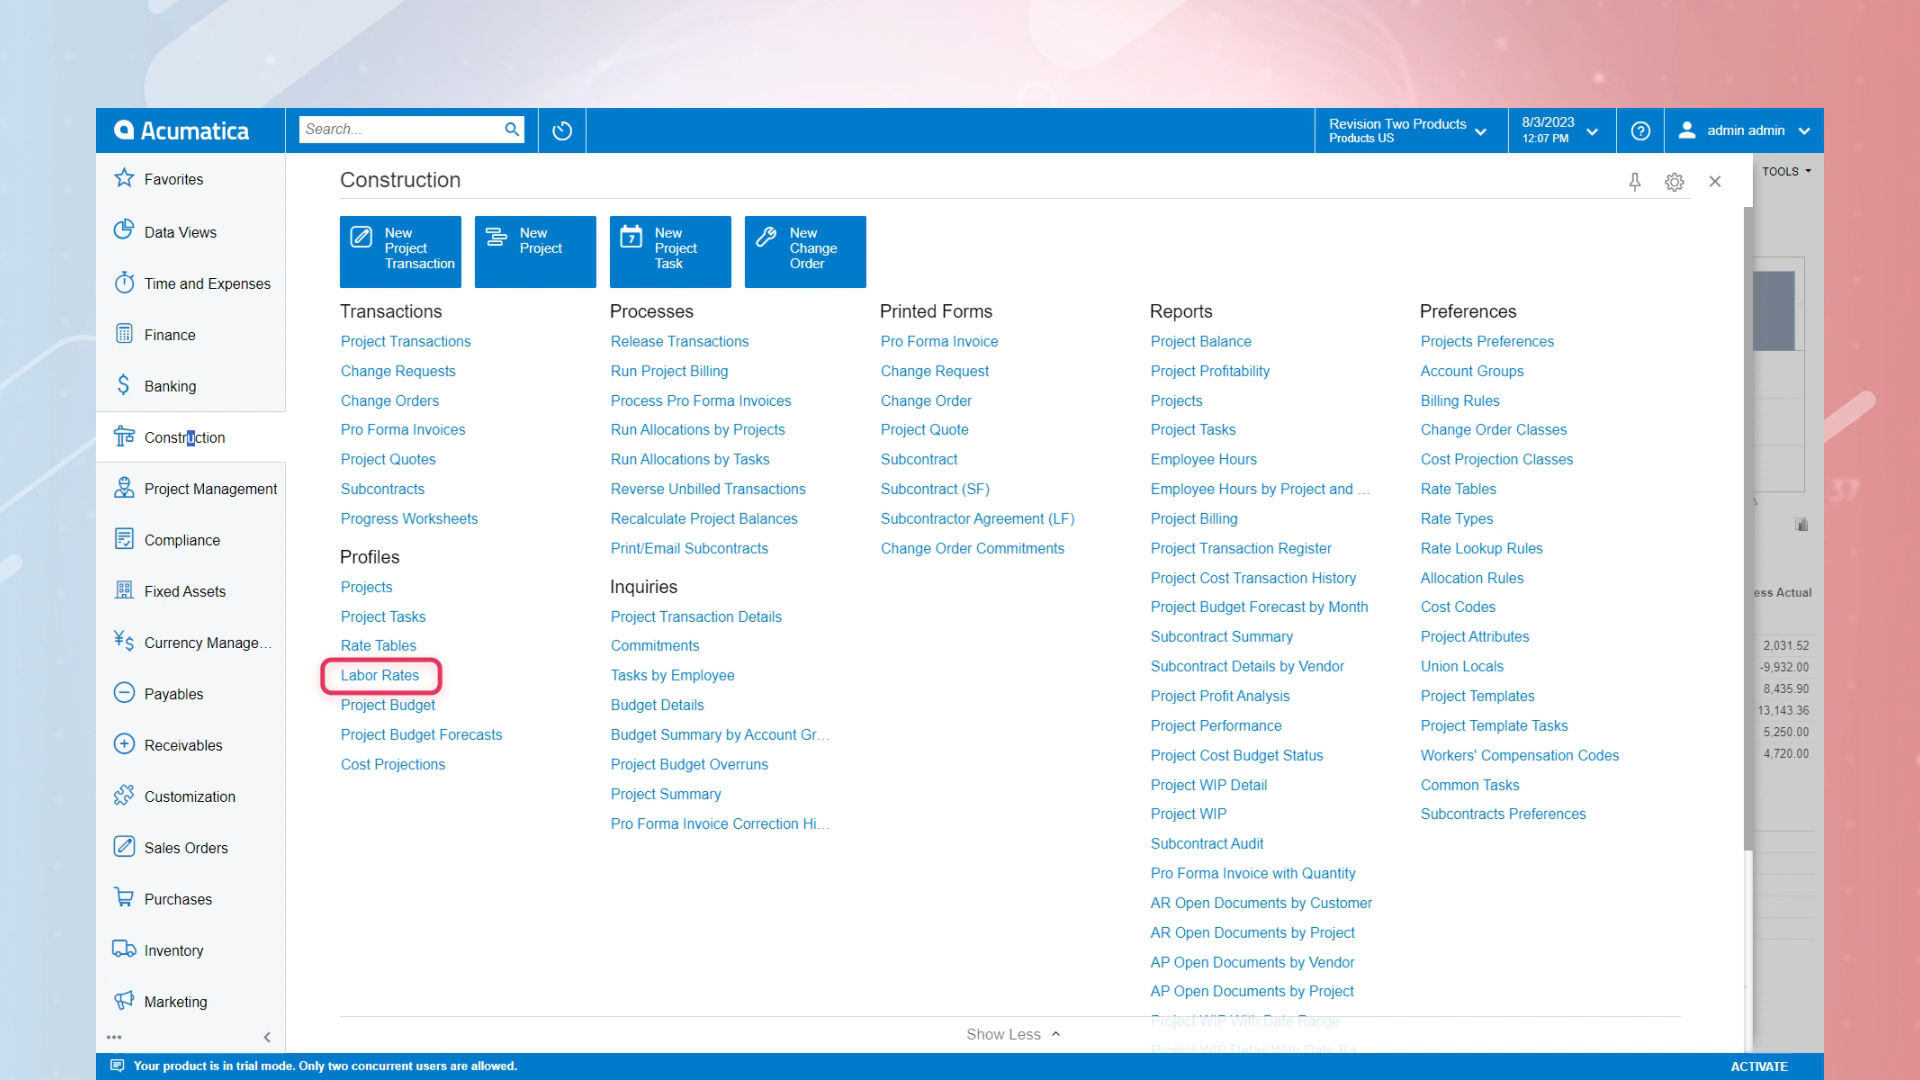 Acumatica
Search...
Revision Two Products
Products US
8/3/2023
12:07 PM
admin admin
Favorites
Data Views
Time and Expenses
Finance
Banking
Construction
Project Management
Compliance
Fixed Assets
Currency Manage...
Payables
Receivables
Customization
Sales Orders
Purchases
Inventory
Marketing
Construction
TOOLS
New Project Transaction
New Project
7
New Project Task
New Change Order
Transactions
Project Transactions
Change Requests
Change Orders
Pro Forma Invoices
Project Quotes
Subcontracts
Progress Worksheets
Profiles
Projects
Project Tasks
Rate Tables
Labor Rates
Project Budget
Project Budget Forecasts
Cost Projections
Processes
Release Transactions
Run Project Billing
Process Pro Forma Invoices
Run Allocations by Projects
Run Allocations by Tasks
Reverse Unbilled Transactions
Recalculate Project Balances
Print/Email Subcontracts
Inquiries
Project Transaction Details
Commitments
Tasks by Employee
Budget Details
Budget Summary by Account Gr...
Project Budget Overruns
Project Summary
Pro Forma Invoice Correction Hi...
Printed Forms
Pro Forma Invoice
Change Request
Change Order
Project Quote
Subcontract
Subcontract (SF)
Subcontractor Agreement (LF)
Change Order Commitments
Reports
Project Balance
Project Profitability
Projects
Project Tasks
Employee Hours
Employee Hours by Project and ...
Project Billing
Project Transaction Register
Project Cost Transaction History
Project Budget Forecast by Month
Subcontract Summary
Subcontract Details by Vendor
Project Profit Analysis
Project Performance
Project Cost Budget Status
Project WIP Detail
Project WIP
Subcontract Audit
Pro Forma Invoice with Quantity
AR Open Documents by Customer
AR Open Documents by Project
AP Open Documents by Vendor
AP Open Documents by Project
Project WIP With Date Range
Project WIP Detail With Date Ra...
Preferences
Projects Preferences
Account Groups
Billing Rules
Change Order Classes
Cost Projection Classes
Rate Tables
Rate Types
Rate Lookup Rules
Allocation Rules
Cost Codes
Project Attributes
Union Locals
Project Templates
Project Template Tasks
Workers' Compensation Codes
Common Tasks
Subcontracts Preferences
ess Actual
2,031.52
-9,932.00
8,435.90
13,143.36
5,250.00
4,720.00
37
Show Less
Your product is in trial mode. Only two concurrent users are allowed.
ACTIVATE